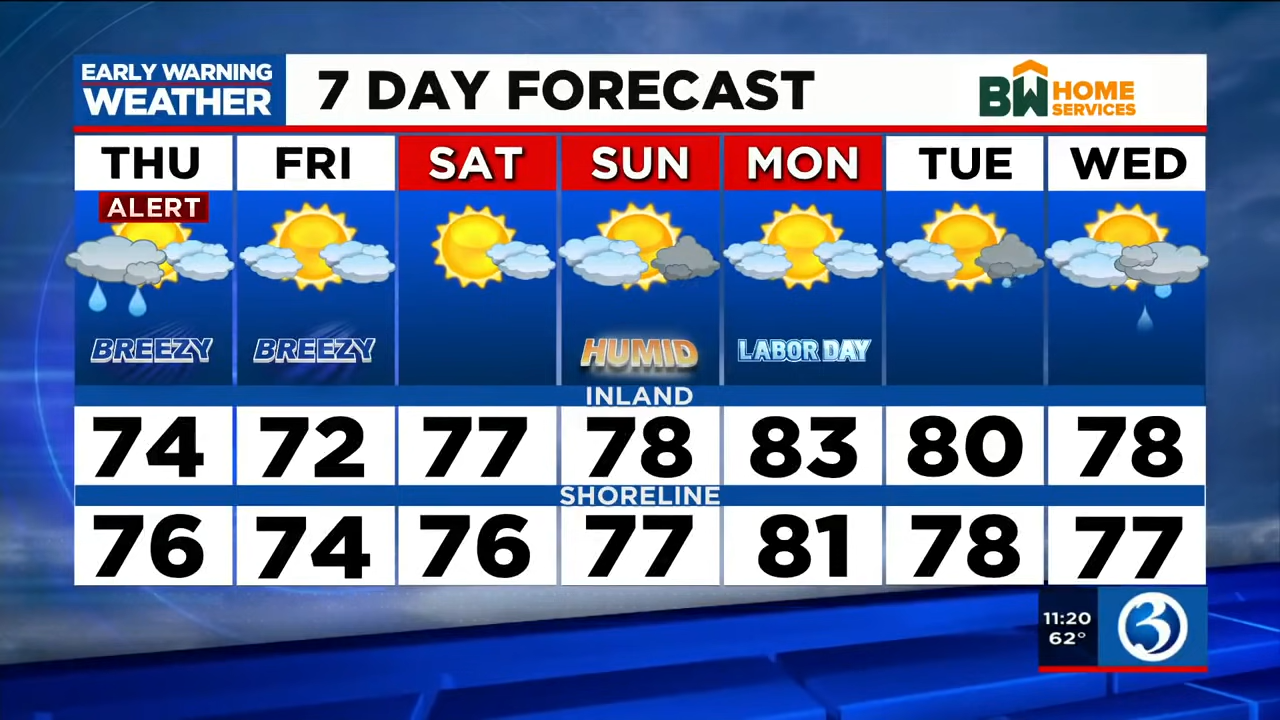 EARLY WARNING
WEATHER
7 DAY FORECAST
BW HOME
SERVICES
THU FRI SAT SUN MON TUE WED
ALERT
BREEZY BREEZY HUMID LABOR DAY
INLAND
74 72 77 78 83 80 78
SHORELINE
76 74 76 77 81 78 77
11:20
62°
3